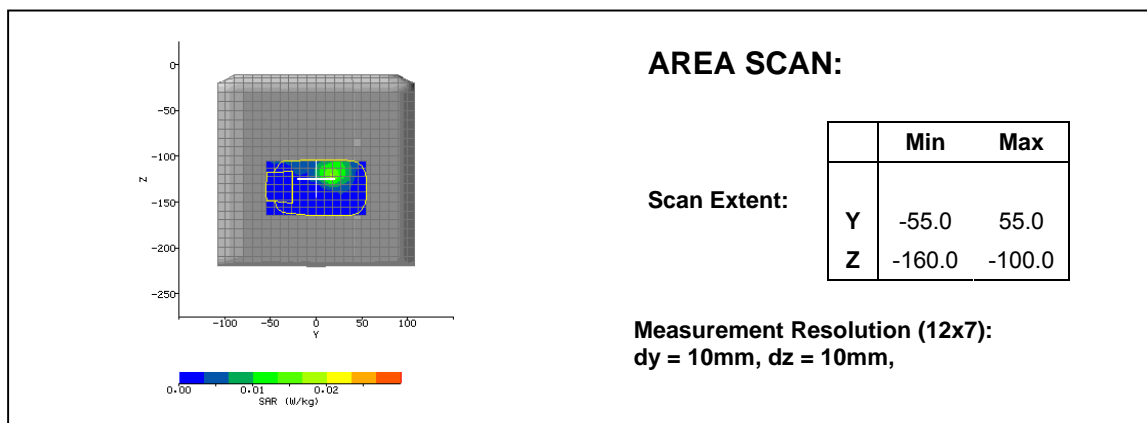 0
-50
-100
-150
-200
-250
Z
-100 -50 0 50 100
Y
0.00 0.01 0.02
SAR (W/kg)
AREA SCAN:
Min Max
Scan Extent:
Y -55.0 55.0
Z -160.0 -100.0
Measurement Resolution (12x7):
dy = 10mm, dz = 10mm,